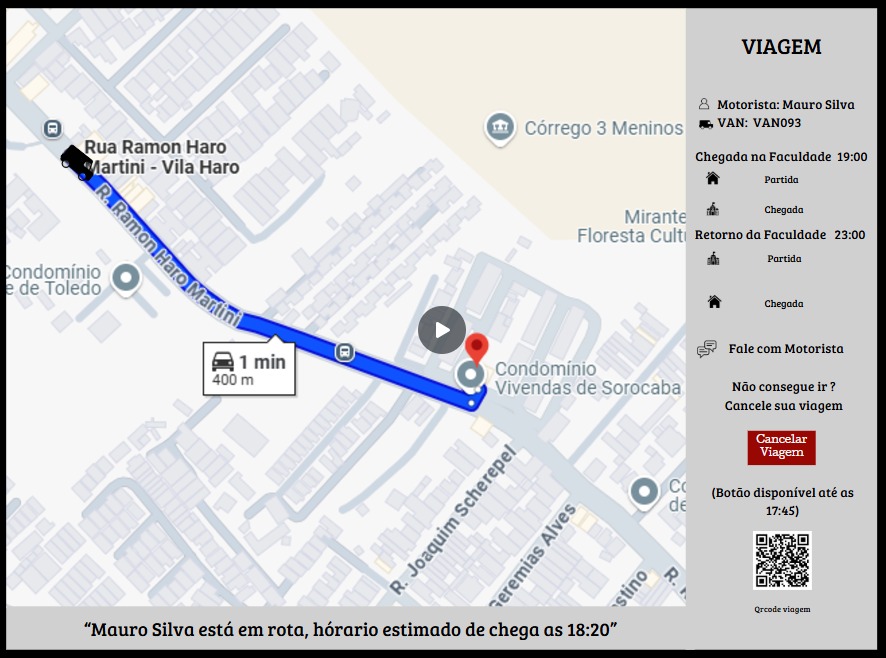 Rua Ramon Haro
Martini - Vila Haro
R. Ramon Haro Martini
Córrego 3 Meninos
Mirante
Floresta Cultu
Condomínio
e de Toledo
1 min
400 m
Condomínio
Vivendas de Sorocaba
R. Joaquim Scherepel
Geremias Alves
Co
de
stino
R.
“Mauro Silva está em rota, hórario estimado de chega as 18:20”
VIAGEM
Motorista: Mauro Silva
VAN: VAN093
Chegada na Faculdade 19:00
Partida
Chegada
Retorno da Faculdade 23:00
Partida
Chegada
Fale com Motorista
Não consegue ir ?
Cancele sua viagem
Cancelar
Viagem
(Botão disponível até as
17:45)
Qrcode viagem